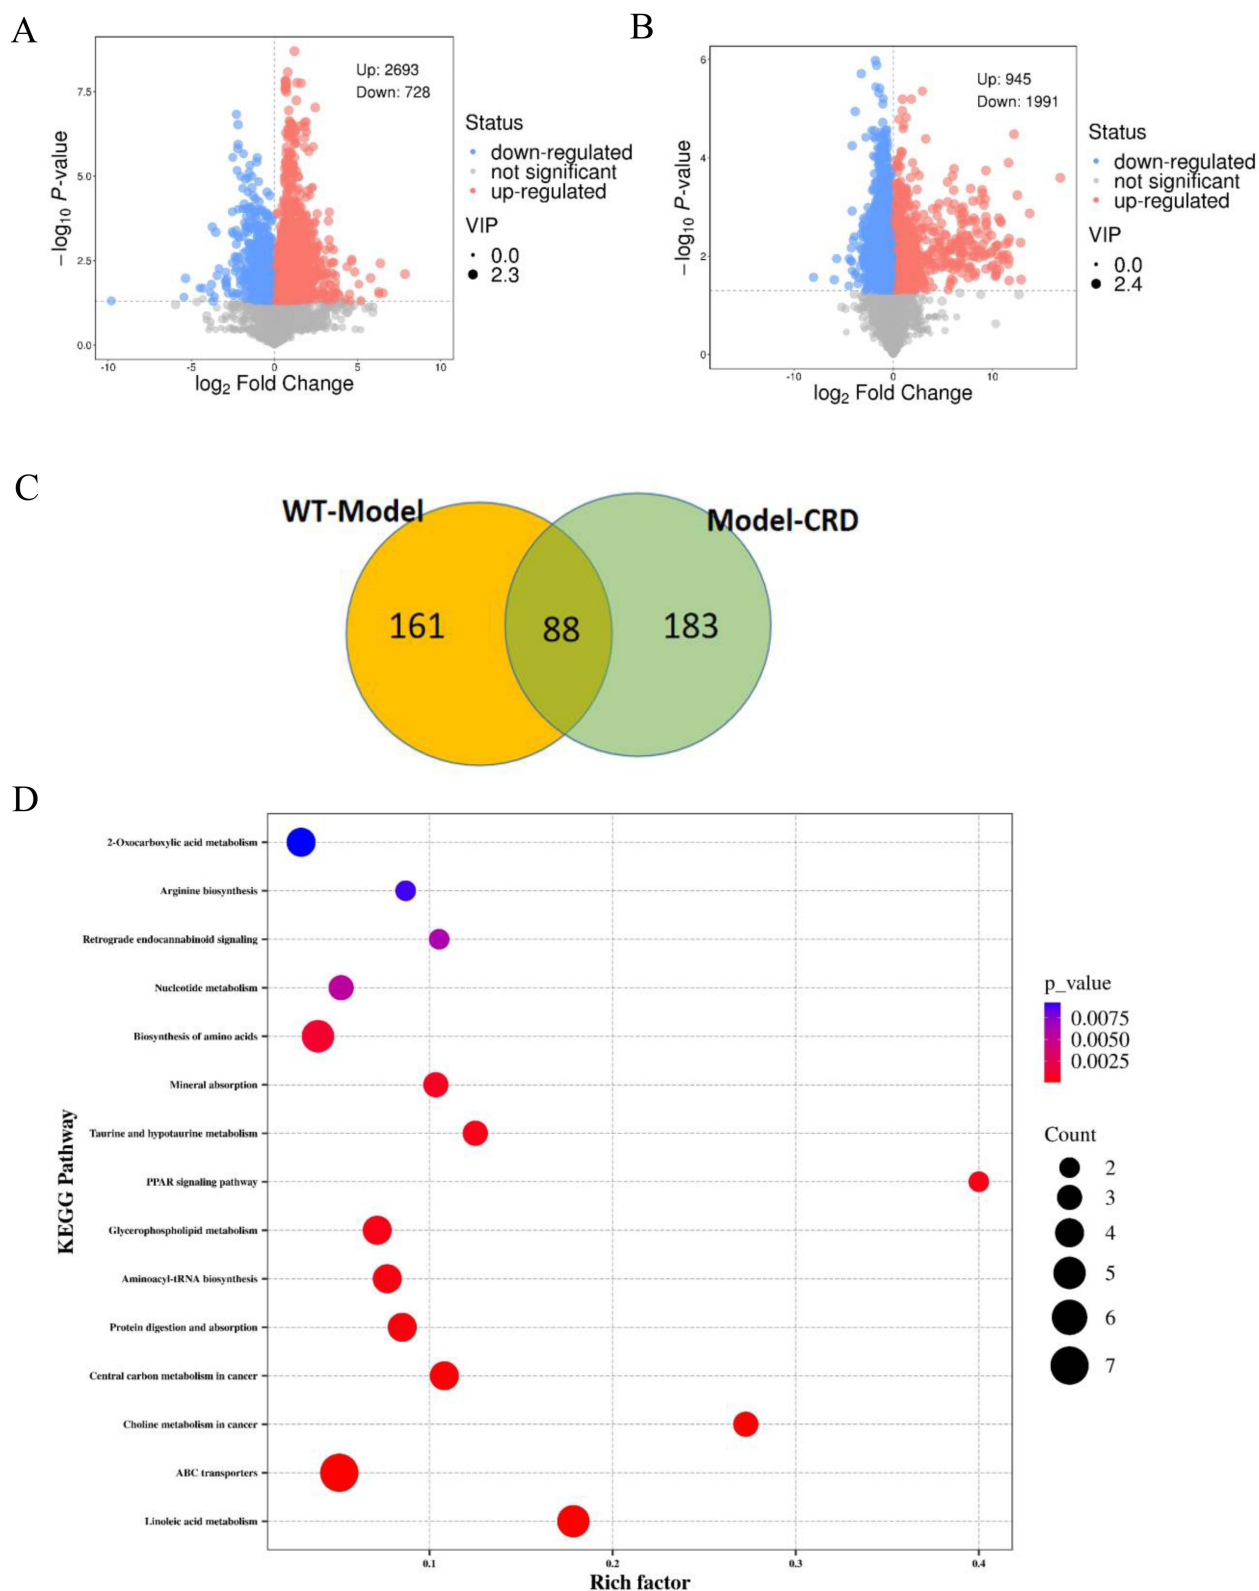 A
Up: 2693
Down: 728
7.5
5.0
2.5
0.0
-10
-5
0
5
10
−log10 P-value
log2 Fold Change
Status
down-regulated
not significant
up-regulated
VIP
0.0
2.3
B
Up: 945
Down: 1991
6
4
2
0
-10
0
10
−log10 P-value
log2 Fold Change
Status
down-regulated
not significant
up-regulated
VIP
0.0
2.4
C
WT-Model
Model-CRD
161
88
183
D
KEGG Pathway
2-Oxocarboxylic acid metabolism
Arginine biosynthesis
Retrograde endocannabinoid signaling
Nucleotide metabolism
Biosynthesis of amino acids
Mineral absorption
Taurine and hypotaurine metabolism
PPAR signaling pathway
Glycerophospholipid metabolism
Aminoacyl-tRNA biosynthesis
Protein digestion and absorption
Central carbon metabolism in cancer
Choline metabolism in cancer
ABC transporters
Linoleic acid metabolism
0.1
0.2
0.3
0.4
Rich factor
p_value
0.0075
0.0050
0.0025
Count
2
3
4
5
6
7